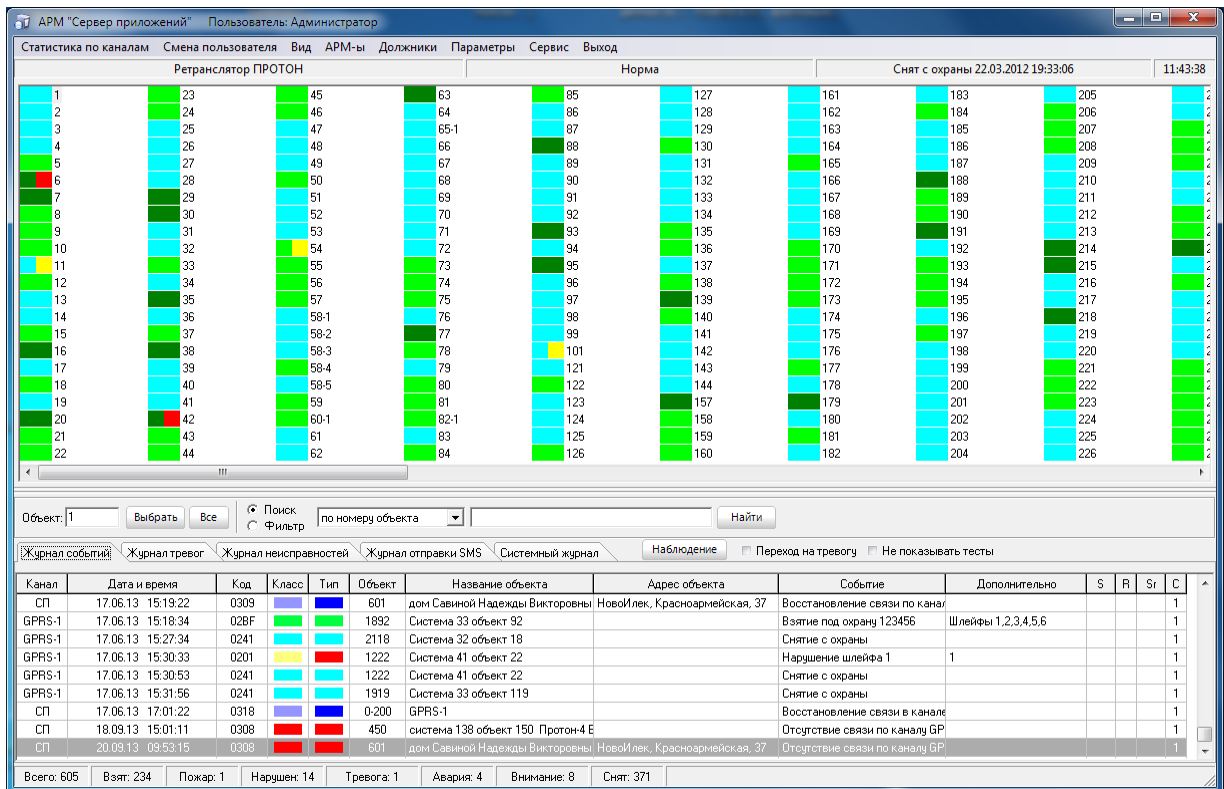 АРМ "Сервер приложений" Пользователь: Администратор
Статистика по каналам Смена пользователя Вид АРМ-ы Должники Параметры Сервис Выход
Ретранслятор ПРОТОН Норма Снят с охраны 22.03.2012 19:33:06 11:43:38
1 23 45 63 85 127 161 183 205 2
2 24 46 64 86 128 162 184 206 2
3 25 47 65-1 87 129 163 185 207 2
4 26 48 66 88 130 164 186 208 2
5 27 49 67 89 131 165 187 209 2
6 28 50 68 90 132 166 188 210 2
7 29 51 69 91 133 167 189 211 2
8 30 52 70 92 134 168 190 212 2
9 31 53 71 93 135 169 191 213 2
10 32 54 72 94 136 170 192 214 2
11 33 55 73 95 137 171 193 215 2
12 34 56 74 96 138 172 194 216 2
13 35 57 75 97 139 173 195 217 2
14 36 58-1 76 98 140 174 196 218 2
15 37 58-2 77 99 141 175 197 219 2
16 38 58-3 78 101 142 176 198 220 2
17 39 58-4 79 121 143 177 199 221 2
18 40 58-5 80 122 144 178 200 222 2
19 41 59 81 123 157 179 201 223 2
20 42 60-1 82-1 124 158 180 202 224 2
21 43 61 83 125 159 181 203 225 2
22 44 62 84 126 160 182 204 226 2
Объект: 1 Выбрать Все Поиск по номеру объекта Найти
Фильтр
Журнал событий Журнал тревог Журнал неисправностей Журнал отправки SMS Системный журнал Наблюдение Переход на тревогу Не показывать тесты
Канал Дата и время Код Класс Тип Объект Название объекта Адрес объекта Событие Дополнительно S R Sr C
СП 17.06.13 15:19:22 0309 601 дом Савиной Надежды Викторовны НовоИлек, Красноармейская, 37 Восстановление связи по канал 1
GPRS-1 17.06.13 15:18:34 02BF 1892 Система 33 объект 92 Взятие под охрану 123456 Шлейфы 1,2,3,4,5,6 1
GPRS-1 17.06.13 15:27:34 0241 2118 Система 32 объект 18 Снятие с охраны 1
GPRS-1 17.06.13 15:30:33 0201 1222 Система 41 объект 22 Нарушение шлейфа 1 1 1
GPRS-1 17.06.13 15:30:53 0241 1222 Система 41 объект 22 Снятие с охраны 1
GPRS-1 17.06.13 15:31:56 0241 1919 Система 33 объект 119 Снятие с охраны 1
СП 17.06.13 17:01:22 0318 0-200 GPRS-1 Восстановление связи в канале 1
СП 18.09.13 15:01:11 0308 450 система 138 объект 150 Протон-4 Е Отсутствие связи по каналу GP 1
СП 20.09.13 09:53:15 0308 601 дом Савиной Надежды Викторовны НовоИлек, Красноармейская, 37 Отсутствие связи по каналу GP 1
Всего: 605 Взят: 234 Пожар: 1 Нарушен: 14 Тревога: 1 Авария: 4 Внимание: 8 Снят: 371